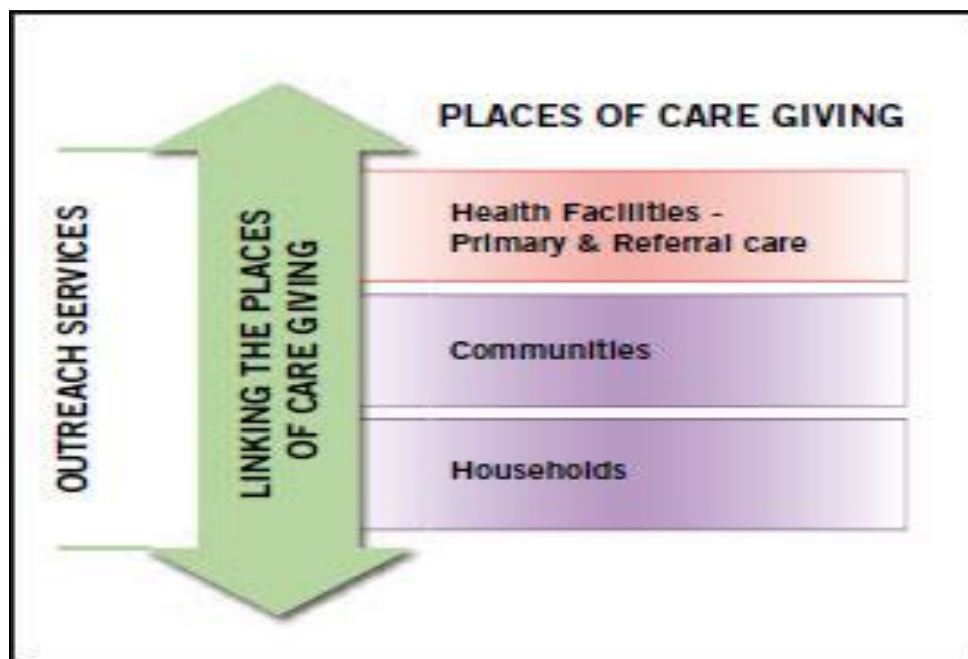 PLACES OF CARE GIVING
OUTREACH SERVICES
LINKING THE PLACES
OF CARE GIVING
Health Facilities -
Primary & Referral care
Communities
Households